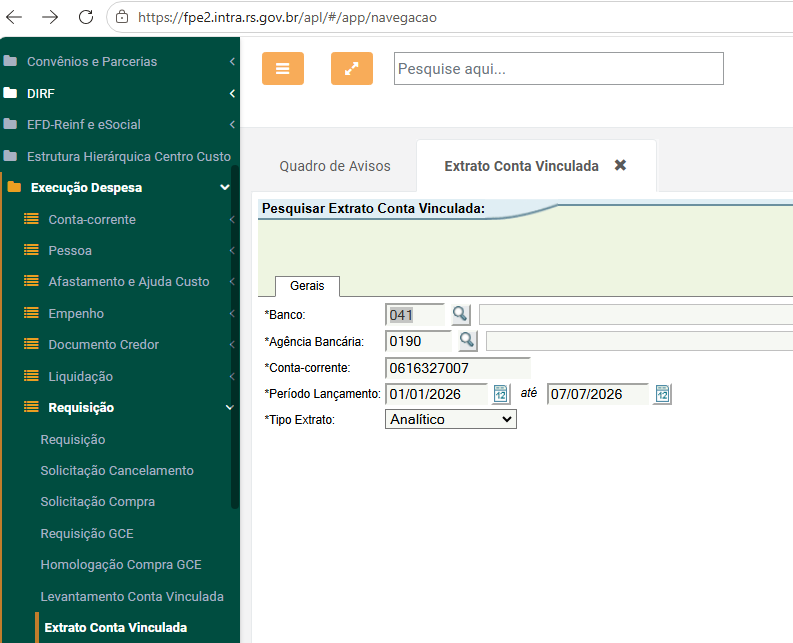 https://fpe2.intra.rs.gov.br/apl/#/app/navegacao
Convênios e Parcerias
DIRF
EFD-Reinf e eSocial
Estrutura Hierárquica Centro Custo
Execução Despesa
Conta-corrente
Pessoa
Afastamento e Ajuda Custo
Empenho
Documento Credor
Liquidação
Requisição
Requisição
Solicitação Cancelamento
Solicitação Compra
Requisição GCE
Homologação Compra GCE
Levantamento Conta Vinculada
Extrato Conta Vinculada
Pesquise aqui...
Quadro de Avisos
Extrato Conta Vinculada
Pesquisar Extrato Conta Vinculada:
Gerais
*Banco: 041
*Agência Bancária: 0190
*Conta-corrente: 0616327007
*Período Lançamento: 01/01/2026 12 até 07/07/2026 12
*Tipo Extrato: Analítico